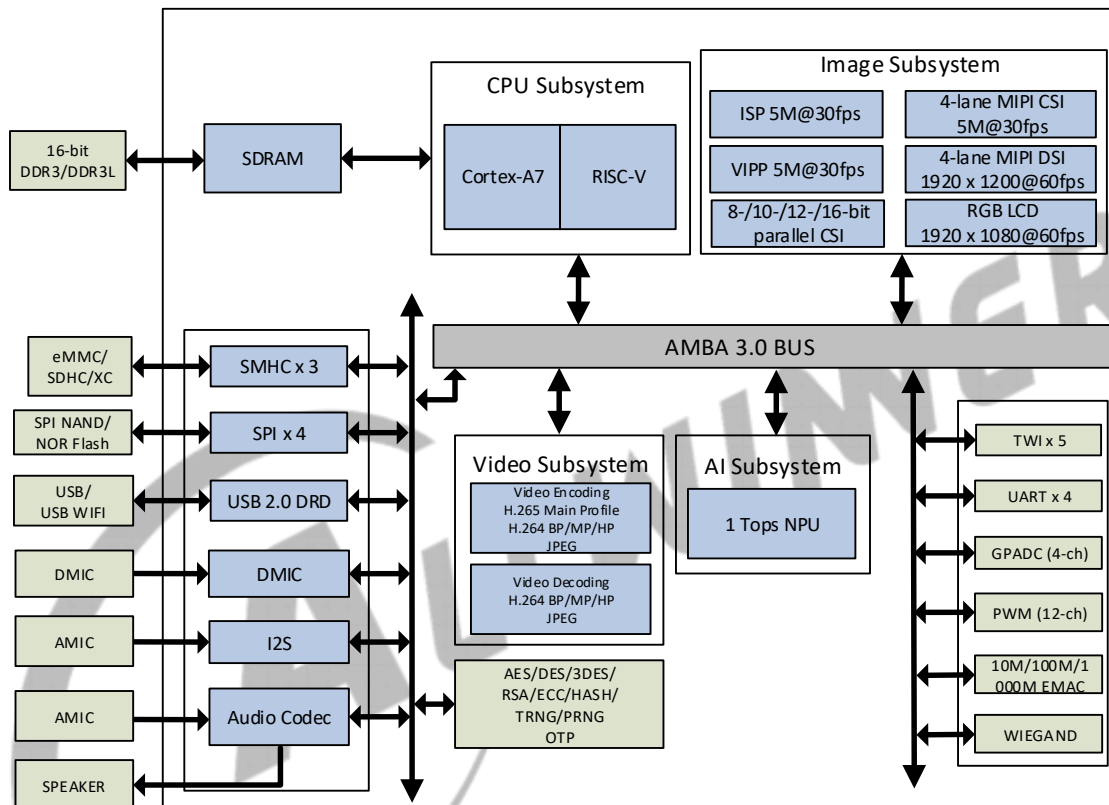 CPU Subsystem
Image Subsystem
16-bit
DDR3/DDR3L
SDRAM
Cortex-A7
RISC-V
ISP 5M@30fps
4-lane MIPI CSI
5M@30fps
VIPP 5M@30fps
4-lane MIPI DSI
1920 x 1200@60fps
8-/10-/12-/16-bit
parallel CSI
RGB LCD
1920 x 1080@60fps
AMBA 3.0 BUS
eMMC/
SDHC/XC
SMHC x 3
SPI NAND/
NOR Flash
SPI x 4
USB/
USB WIFI
USB 2.0 DRD
DMIC
DMIC
AMIC
I2S
AMIC
Audio Codec
SPEAKER
Video Subsystem
Video Encoding
H.265 Main Profile
H.264 BP/MP/HP
JPEG
Video Decoding
H.264 BP/MP/HP
JPEG
AI Subsystem
1 Tops NPU
AES/DES/3DES/
RSA/ECC/HASH/
TRNG/PRNG
OTP
TWI x 5
UART x 4
GPADC (4-ch)
PWM (12-ch)
10M/100M/1
000M EMAC
WIEGAND
ALLWINNER